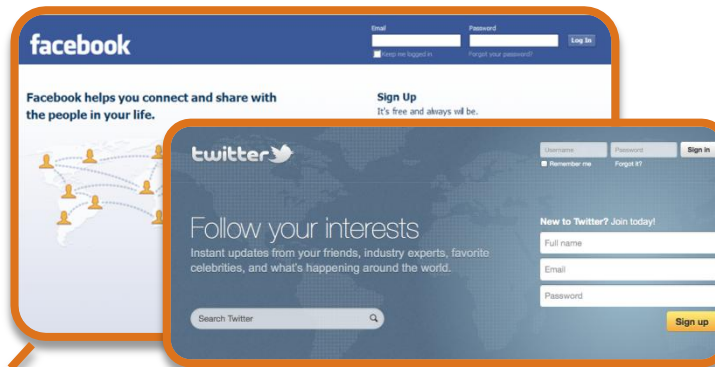 facebook
Email
Password
Log In
Keep me logged in
Forgot your password?
Facebook helps you connect and share with
the people in your life.
Sign Up
It's free and always will be.
twitter
Username
Password
Sign in
Remember me
Forgot it?
Follow your interests
Instant updates from your friends, industry experts, favorite
celebrities, and what's happening around the world.
Search Twitter
New to Twitter? Join today!
Full name
Email
Password
Sign up